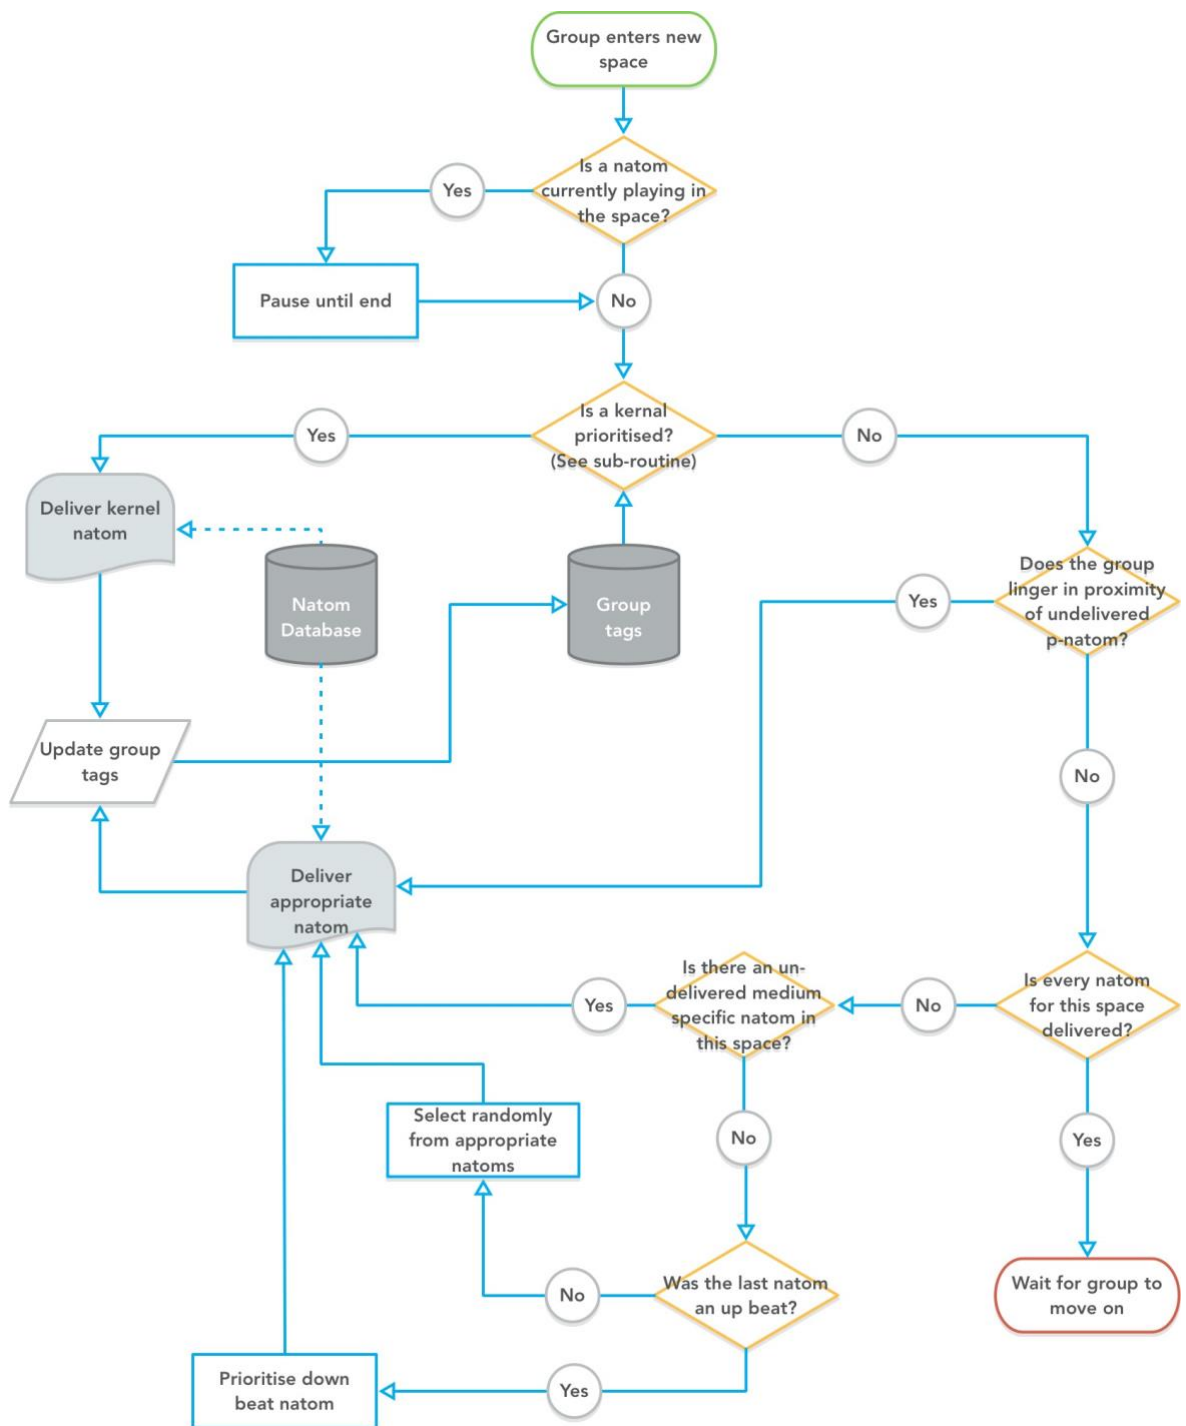 Group enters new
space
Is a natom
currently playing in
the space?
Yes
Pause until end
No
Is a kernal
prioritised?
(See sub-routine)
Yes
No
Deliver kernel
natom
Natom
Database
Group
tags
Does the group
linger in proximity
of undelivered
p-natom?
Yes
No
Update group
tags
Deliver
appropriate
natom
Is there an un-
delivered medium
specific natom in
this space?
Yes
No
Is every natom
for this space
delivered?
No
Yes
Select randomly
from appropriate
natoms
Was the last natom
an up beat?
No
Yes
Wait for group to
move on
Prioritise down
beat natom